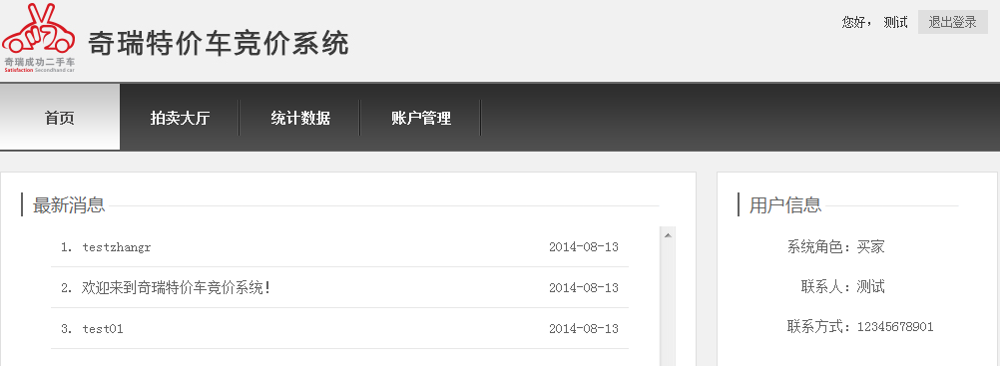 您好， 测试 退出登录
奇瑞特价车竞价系统
奇瑞成功二手车
Satisfaction Secondhand car
首页 拍卖大厅 统计数据 账户管理
最新消息
1. testzhangr 2014-08-13
2. 欢迎来到奇瑞特价车竞价系统! 2014-08-13
3. test01 2014-08-13
用户信息
系统角色：买家
联系人：测试
联系方式：12345678901